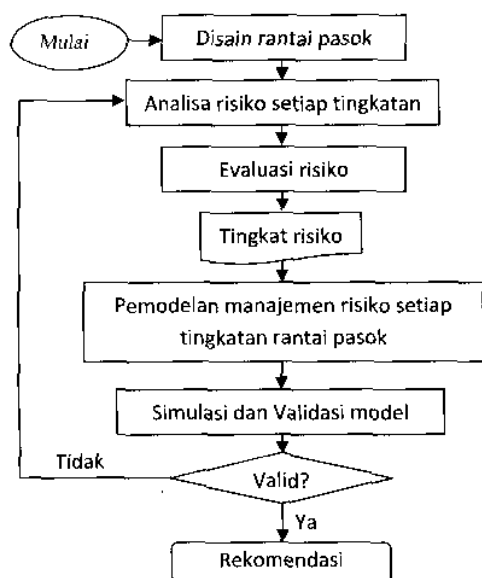 Mulai
Disain rantai pasok
Analisa risiko setiap tingkatan
Evaluasi risiko
Tingkat risiko
Pemodelan manajemen risiko setiap
tingkatan rantai pasok
Simulasi dan Validasi model
Tidak
Valid?
Ya
Rekomendasi